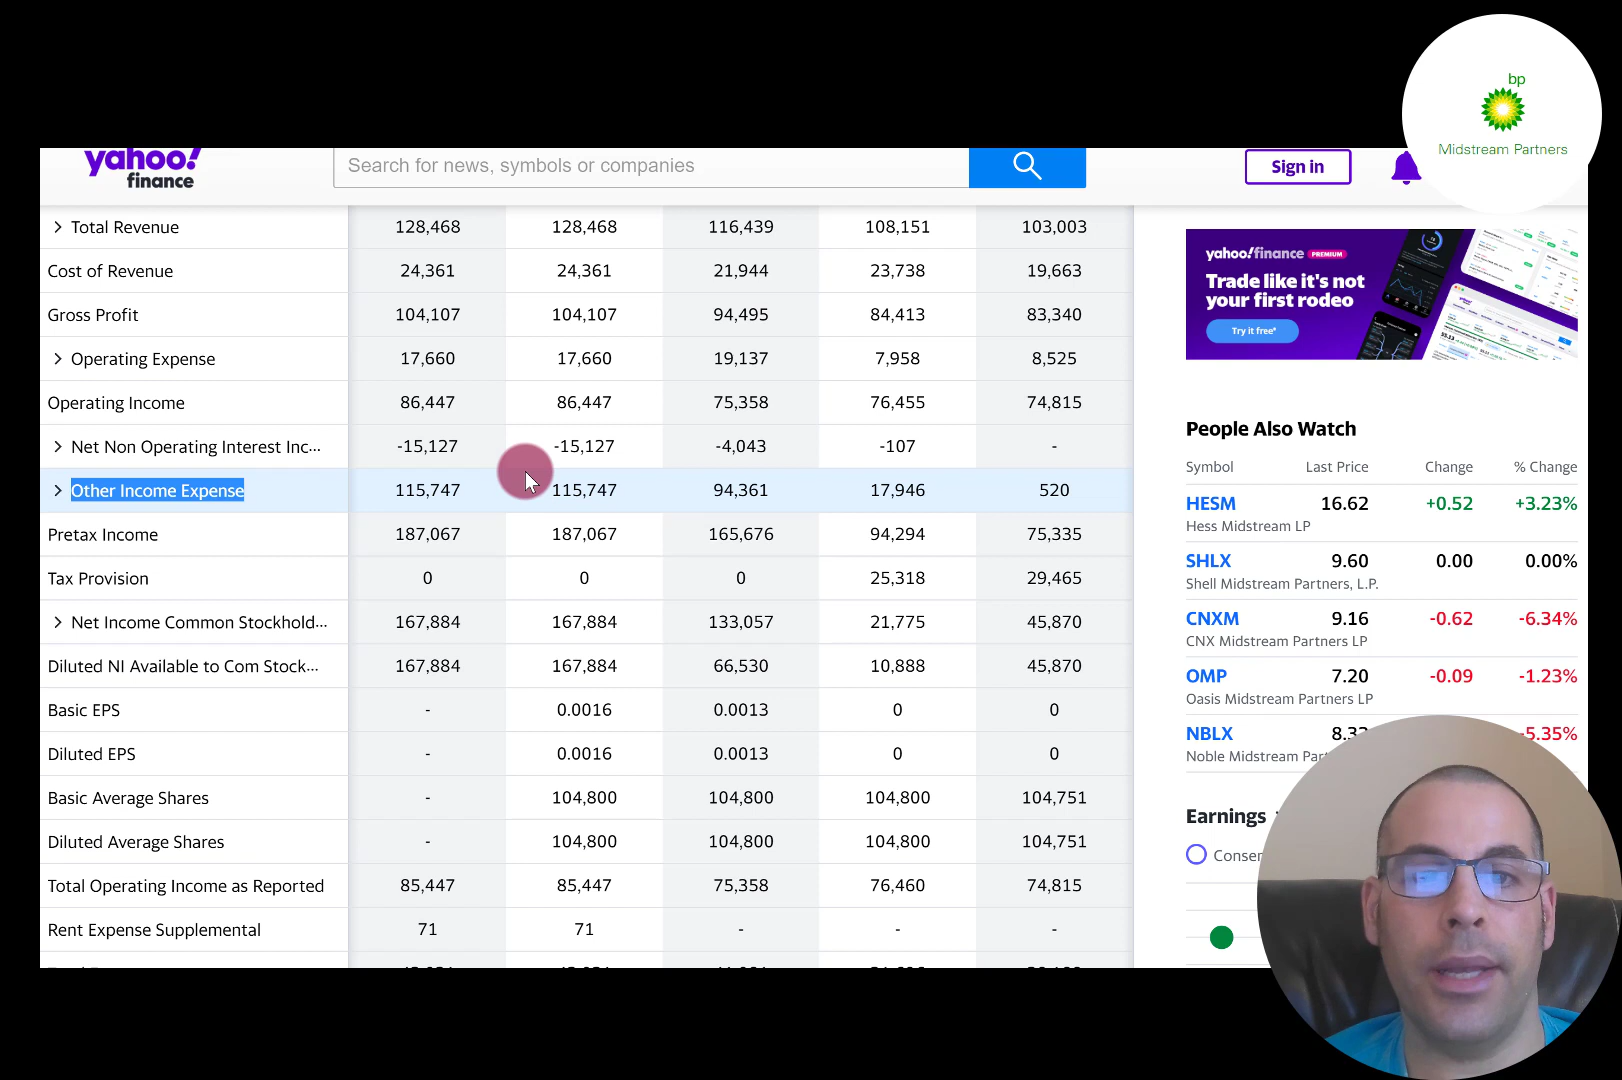 bp
Midstream Partners
yahoo!
finance
Search for news, symbols or companies
Sign in
Total Revenue 128,468 128,468 116,439 108,151 103,003
Cost of Revenue 24,361 24,361 21,944 23,738 19,663
Gross Profit 104,107 104,107 94,495 84,413 83,340
Operating Expense 17,660 17,660 19,137 7,958 8,525
Operating Income 86,447 86,447 75,358 76,455 74,815
Net Non Operating Interest Inc... -15,127 -15,127 -4,043 -107 -
Other Income Expense 115,747 115,747 94,361 17,946 520
Pretax Income 187,067 187,067 165,676 94,294 75,335
Tax Provision 0 0 0 25,318 29,465
Net Income Common Stockhold... 167,884 167,884 133,057 21,775 45,870
Diluted NI Available to Com Stock... 167,884 167,884 66,530 10,888 45,870
Basic EPS - 0.0016 0.0013 0 0
Diluted EPS - 0.0016 0.0013 0 0
Basic Average Shares - 104,800 104,800 104,800 104,751
Diluted Average Shares - 104,800 104,800 104,800 104,751
Total Operating Income as Reported 85,447 85,447 75,358 76,460 74,815
Rent Expense Supplemental 71 71 - - -
yahoo!finance PREMIUM
Trade like it's not
your first rodeo
Try it free*
People Also Watch
Symbol Last Price Change % Change
HESM 16.62 +0.52 +3.23%
Hess Midstream LP
SHLX 9.60 0.00 0.00%
Shell Midstream Partners, L.P.
CNXM 9.16 -0.62 -6.34%
CNX Midstream Partners LP
OMP 7.20 -0.09 -1.23%
Oasis Midstream Partners LP
NBLX 8.3 -5.35%
Noble Midstream Par
Earnings
Conse